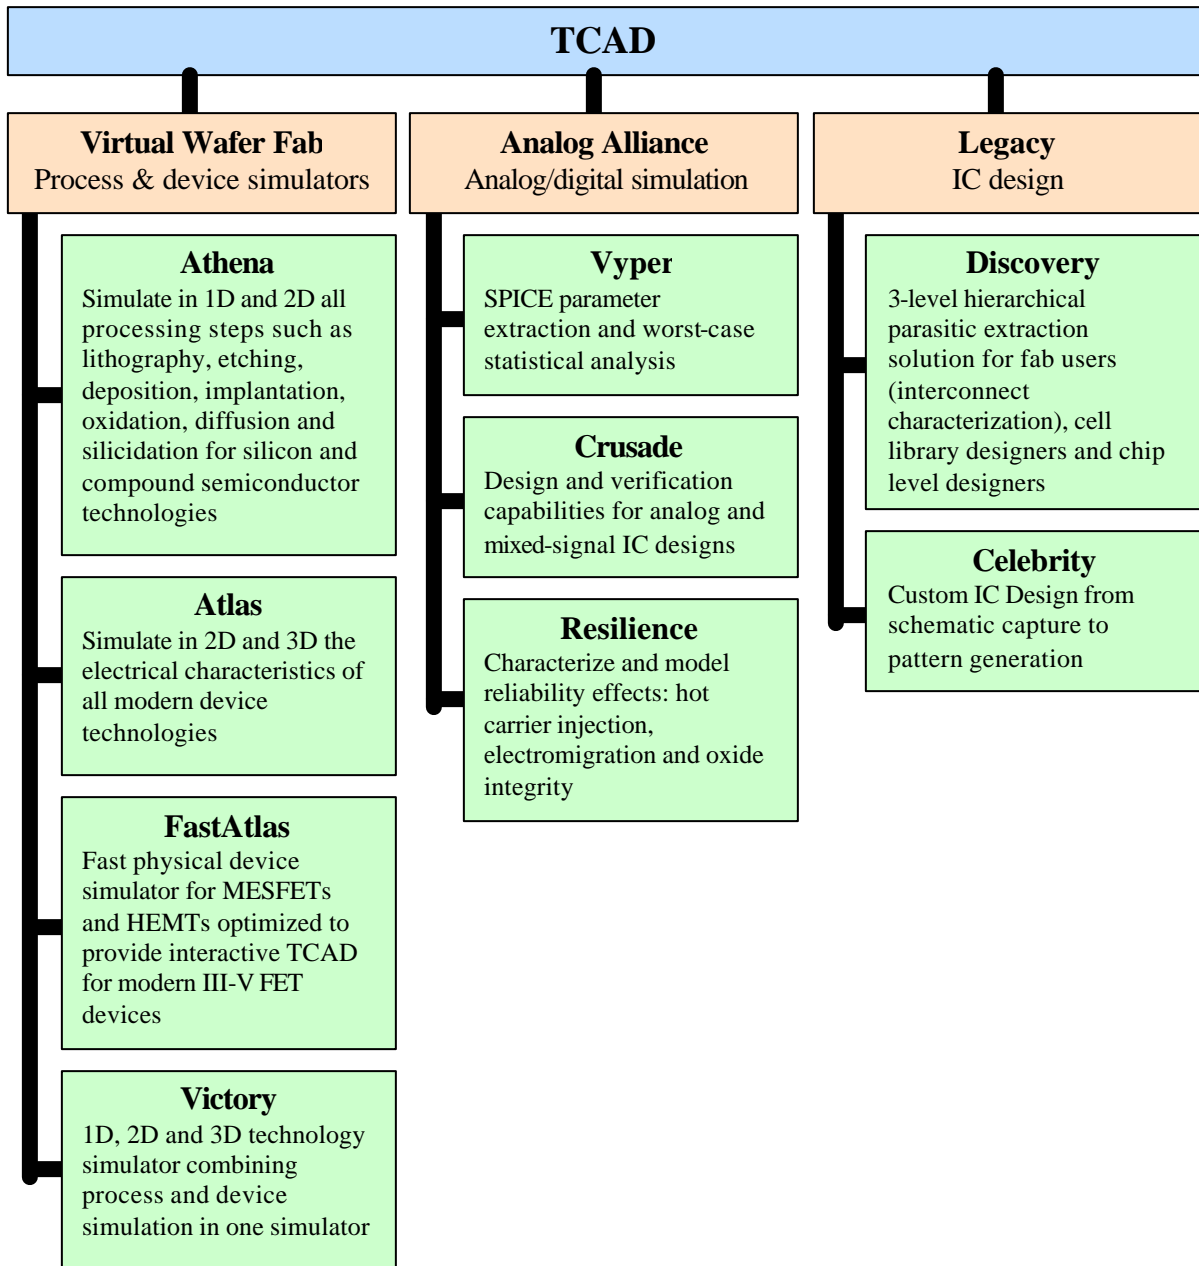 TCAD
Virtual Wafer Fab
Process & device simulators
Athena
Simulate in 1D and 2D all
processing steps such as
lithography, etching,
deposition, implantation,
oxidation, diffusion and
silicidation for silicon and
compound semiconductor
technologies
Atlas
Simulate in 2D and 3D the
electrical characteristics of
all modern device
technologies
FastAtlas
Fast physical device
simulator for MESFETs
and HEMTs optimized to
provide interactive TCAD
for modern III-V FET
devices
Victory
1D, 2D and 3D technology
simulator combining
process and device
simulation in one simulator
Analog Alliance
Analog/digital simulation
Vyper
SPICE parameter
extraction and worst-case
statistical analysis
Crusade
Design and verification
capabilities for analog and
mixed-signal IC designs
Resilience
Characterize and model
reliability effects: hot
carrier injection,
electromigration and oxide
integrity
Legacy
IC design
Discovery
3-level hierarchical
parasitic extraction
solution for fab users
(interconnect
characterization), cell
library designers and chip
level designers
Celebrity
Custom IC Design from
schematic capture to
pattern generation